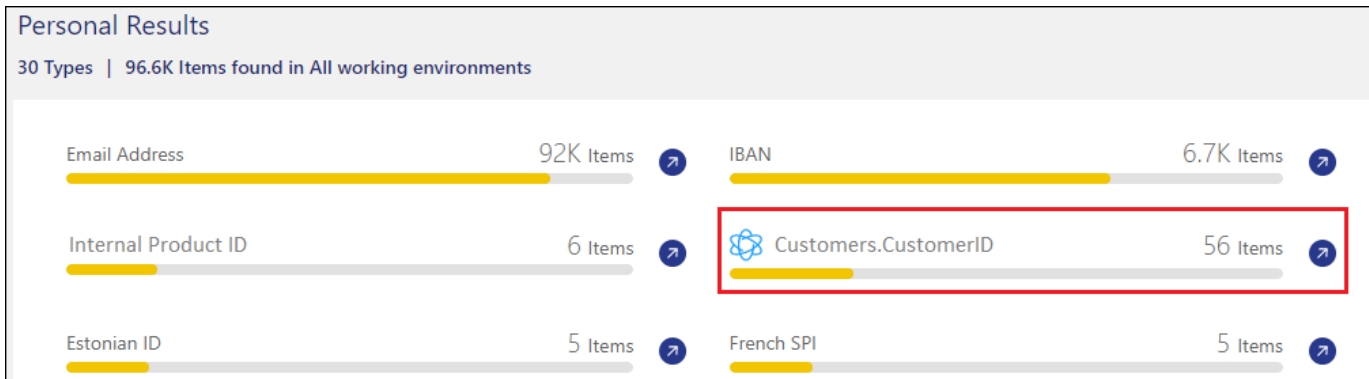 Personal Results
30 Types | 96.6K Items found in All working environments
Email Address 92K Items
IBAN 6.7K Items
Internal Product ID 6 Items
Customers.CustomerID 56 Items
Estonian ID 5 Items
French SPI 5 Items